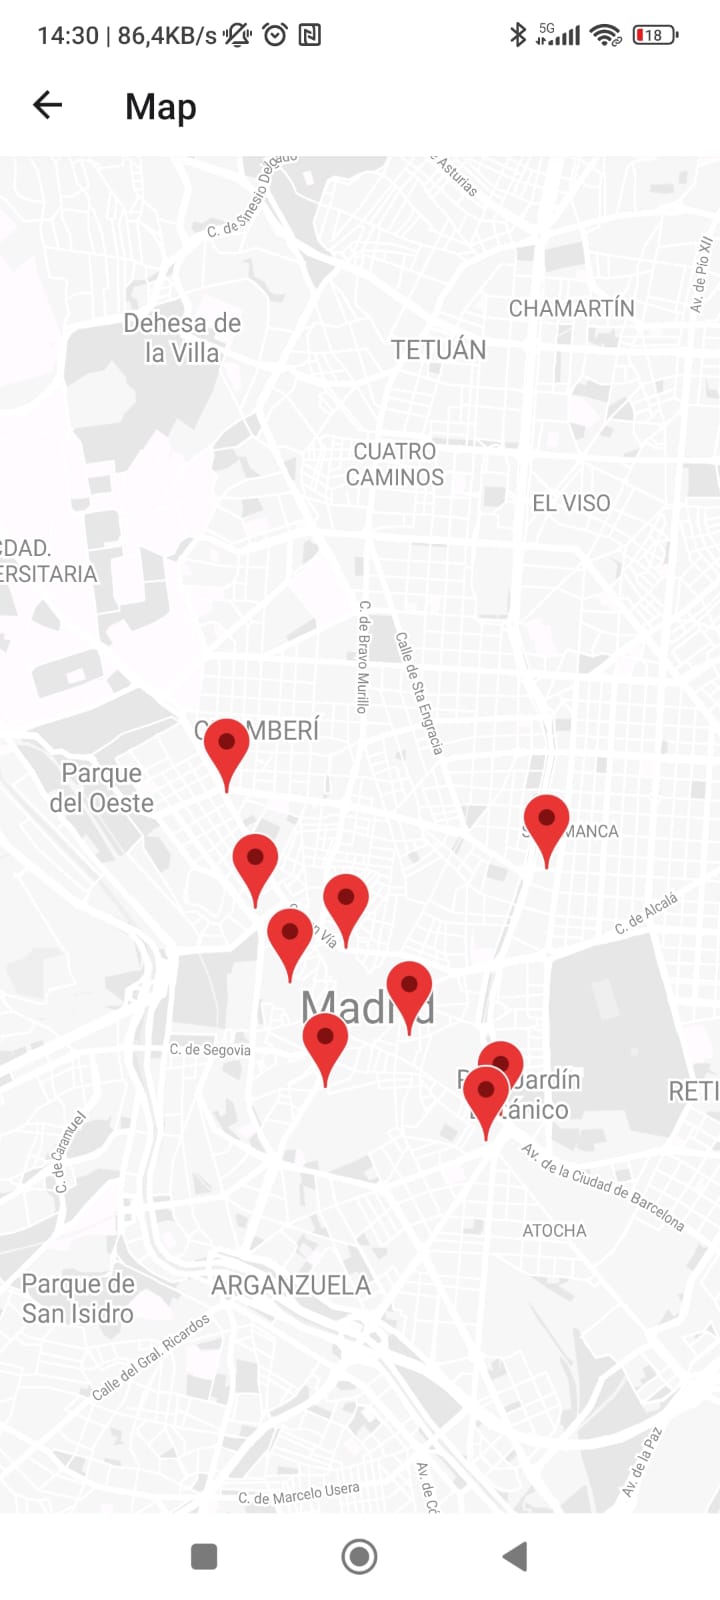 14:30 | 86,4KB/s
5G
18
Map
C. de Sinesio Delgado
Asturias
Av. de Pío XII
CHAMARTÍN
Dehesa de
la Villa
TETUÁN
CUATRO
CAMINOS
EL VISO
CDAD.
ERSITARIA
C. de Bravo Murillo
Calle de Sta Engracia
MBERÍ
Parque
del Oeste
MANCA
C. de Alcalá
Vía
Madrid
C. de Segovia
Jardín
tánico
RETI
C. de Caramuel
Av. de la Ciudad de Barcelona
ATOCHA
Parque de
San Isidro
ARGANZUELA
Calle del Gral. Ricardos
Av. de la Paz
C. de Marcelo Usera
Av. de Có